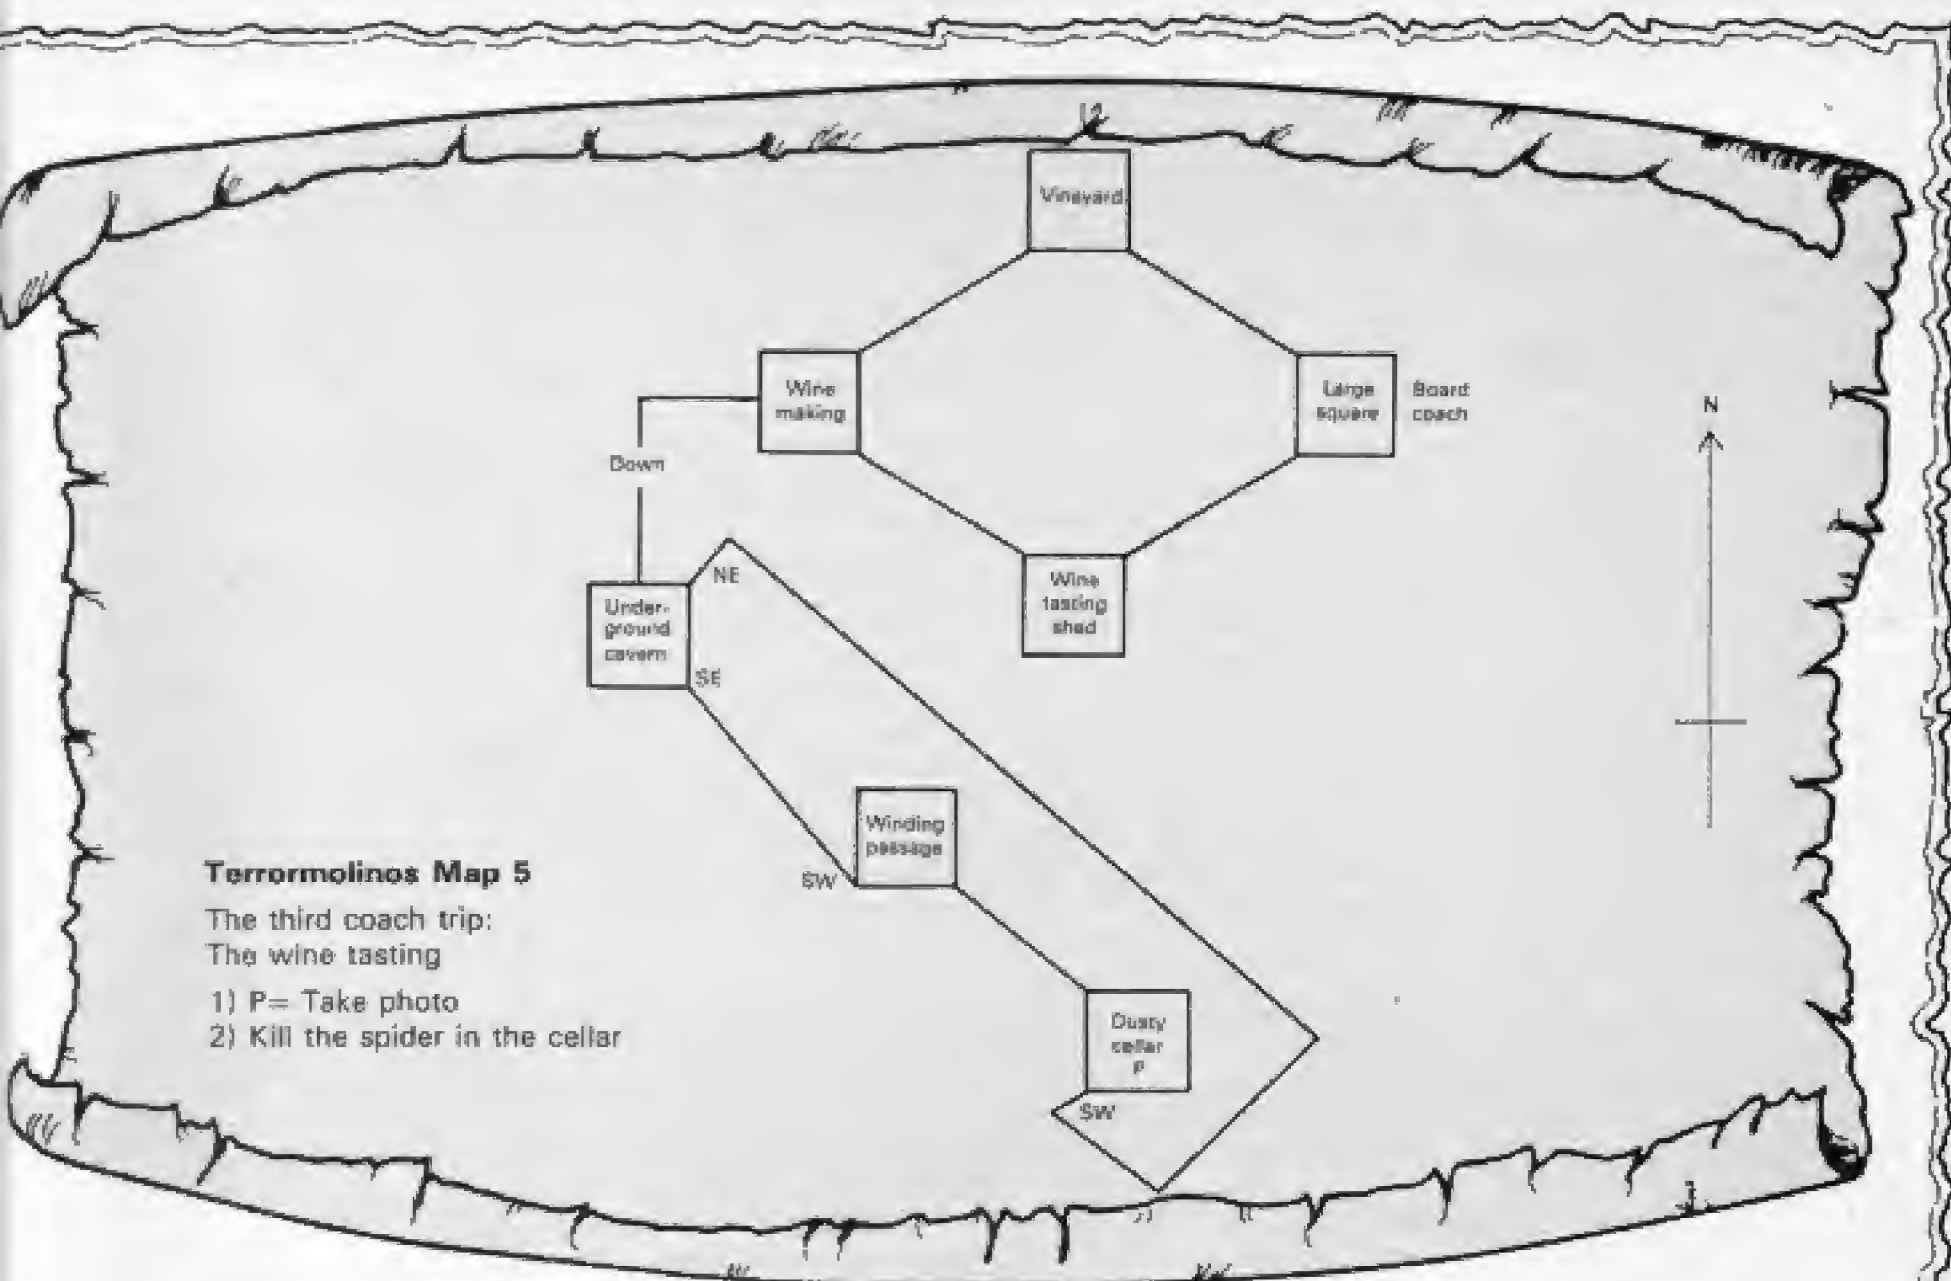 Vineyard
Wine
making
Large
square
Board
coach
N
Down
NE
Wine
tasting
shed
Under-
ground
cavern
SE
Winding
passage
SW
Terrormolinos Map 5
The third coach trip:
The wine tasting
1) P= Take photo
2) Kill the spider in the cellar
Dusty
cellar
P
SW